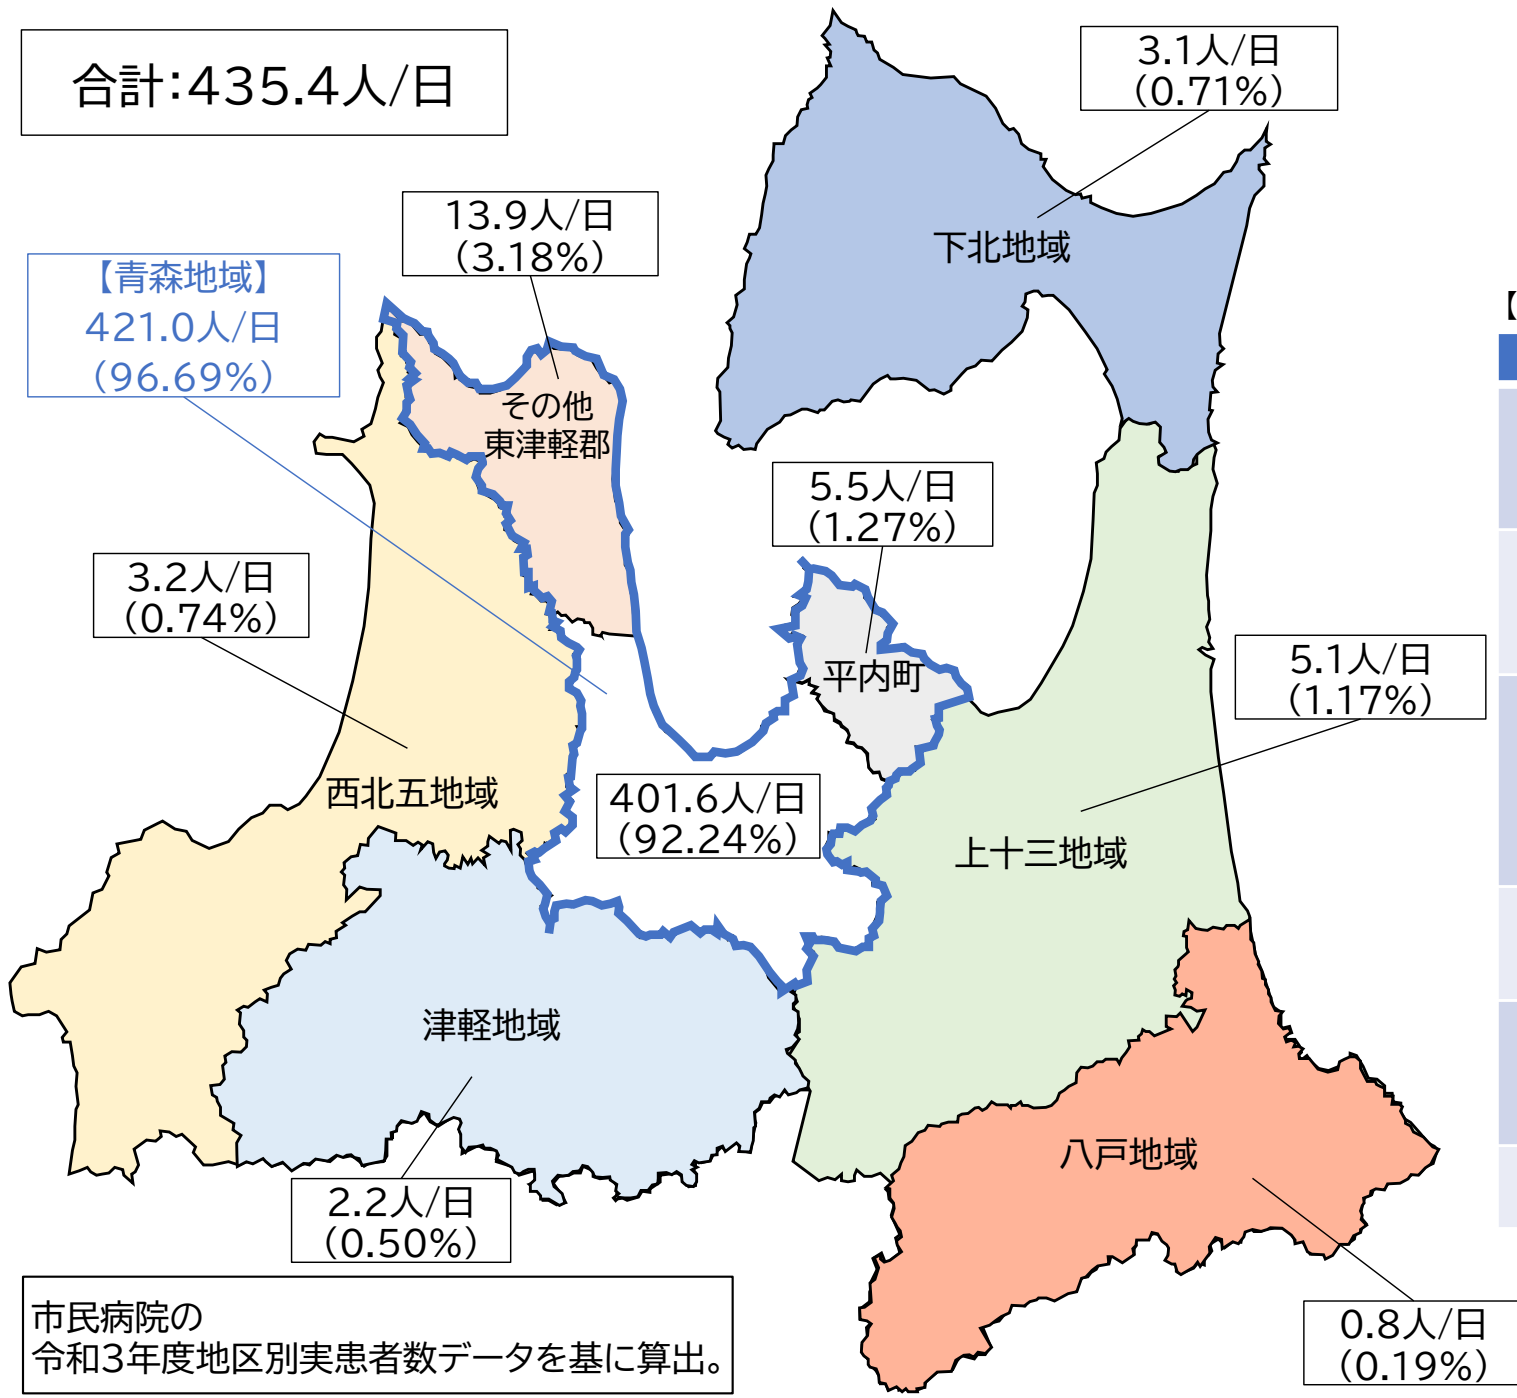 合計：435.4人/日
3.1人/日
（0.71%）
13.9人/日
（3.18%）
下北地域
【青森地域】
421.0人/日
（96.69%）
【
その他
東津軽郡
5.5人/日
（1.27%）
3.2人/日
（0.74%）
平内町
5.1人/日
（1.17%）
西北五地域
401.6人/日
（92.24%）
上十三地域
津軽地域
八戸地域
2.2人/日
（0.50%）
市民病院の
令和3年度地区別実患者数データを基に算出。
0.8人/日
（0.19%）